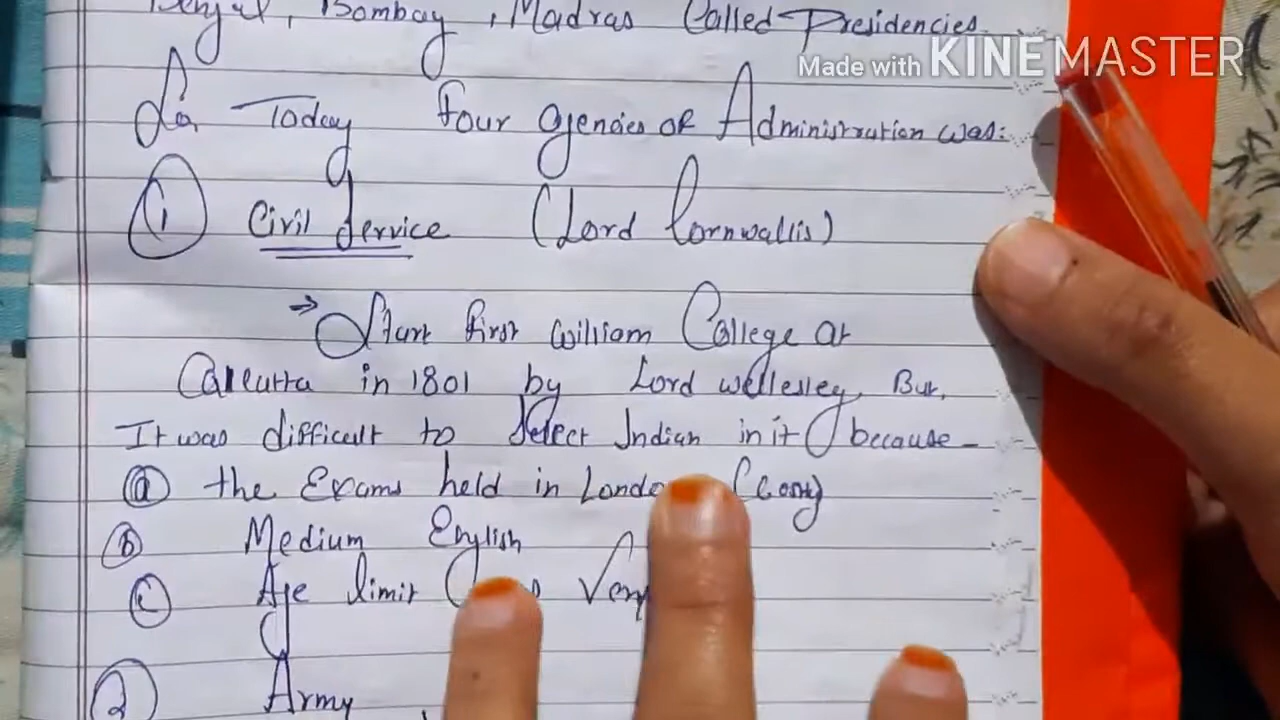 Bengal, Bombay, Madras Called Presidencies.
Made with KINEMASTER
Today four agencies of Administration was:
① Civil Service (Lord Cornwallis)
→ Start first William College at
Calcutta in 1801 by Lord wellesley, But,
It was difficult to Select Indian in it because -
ⓐ the Exams held in London
ⓑ Medium English
ⓒ Age limit Very
② Army